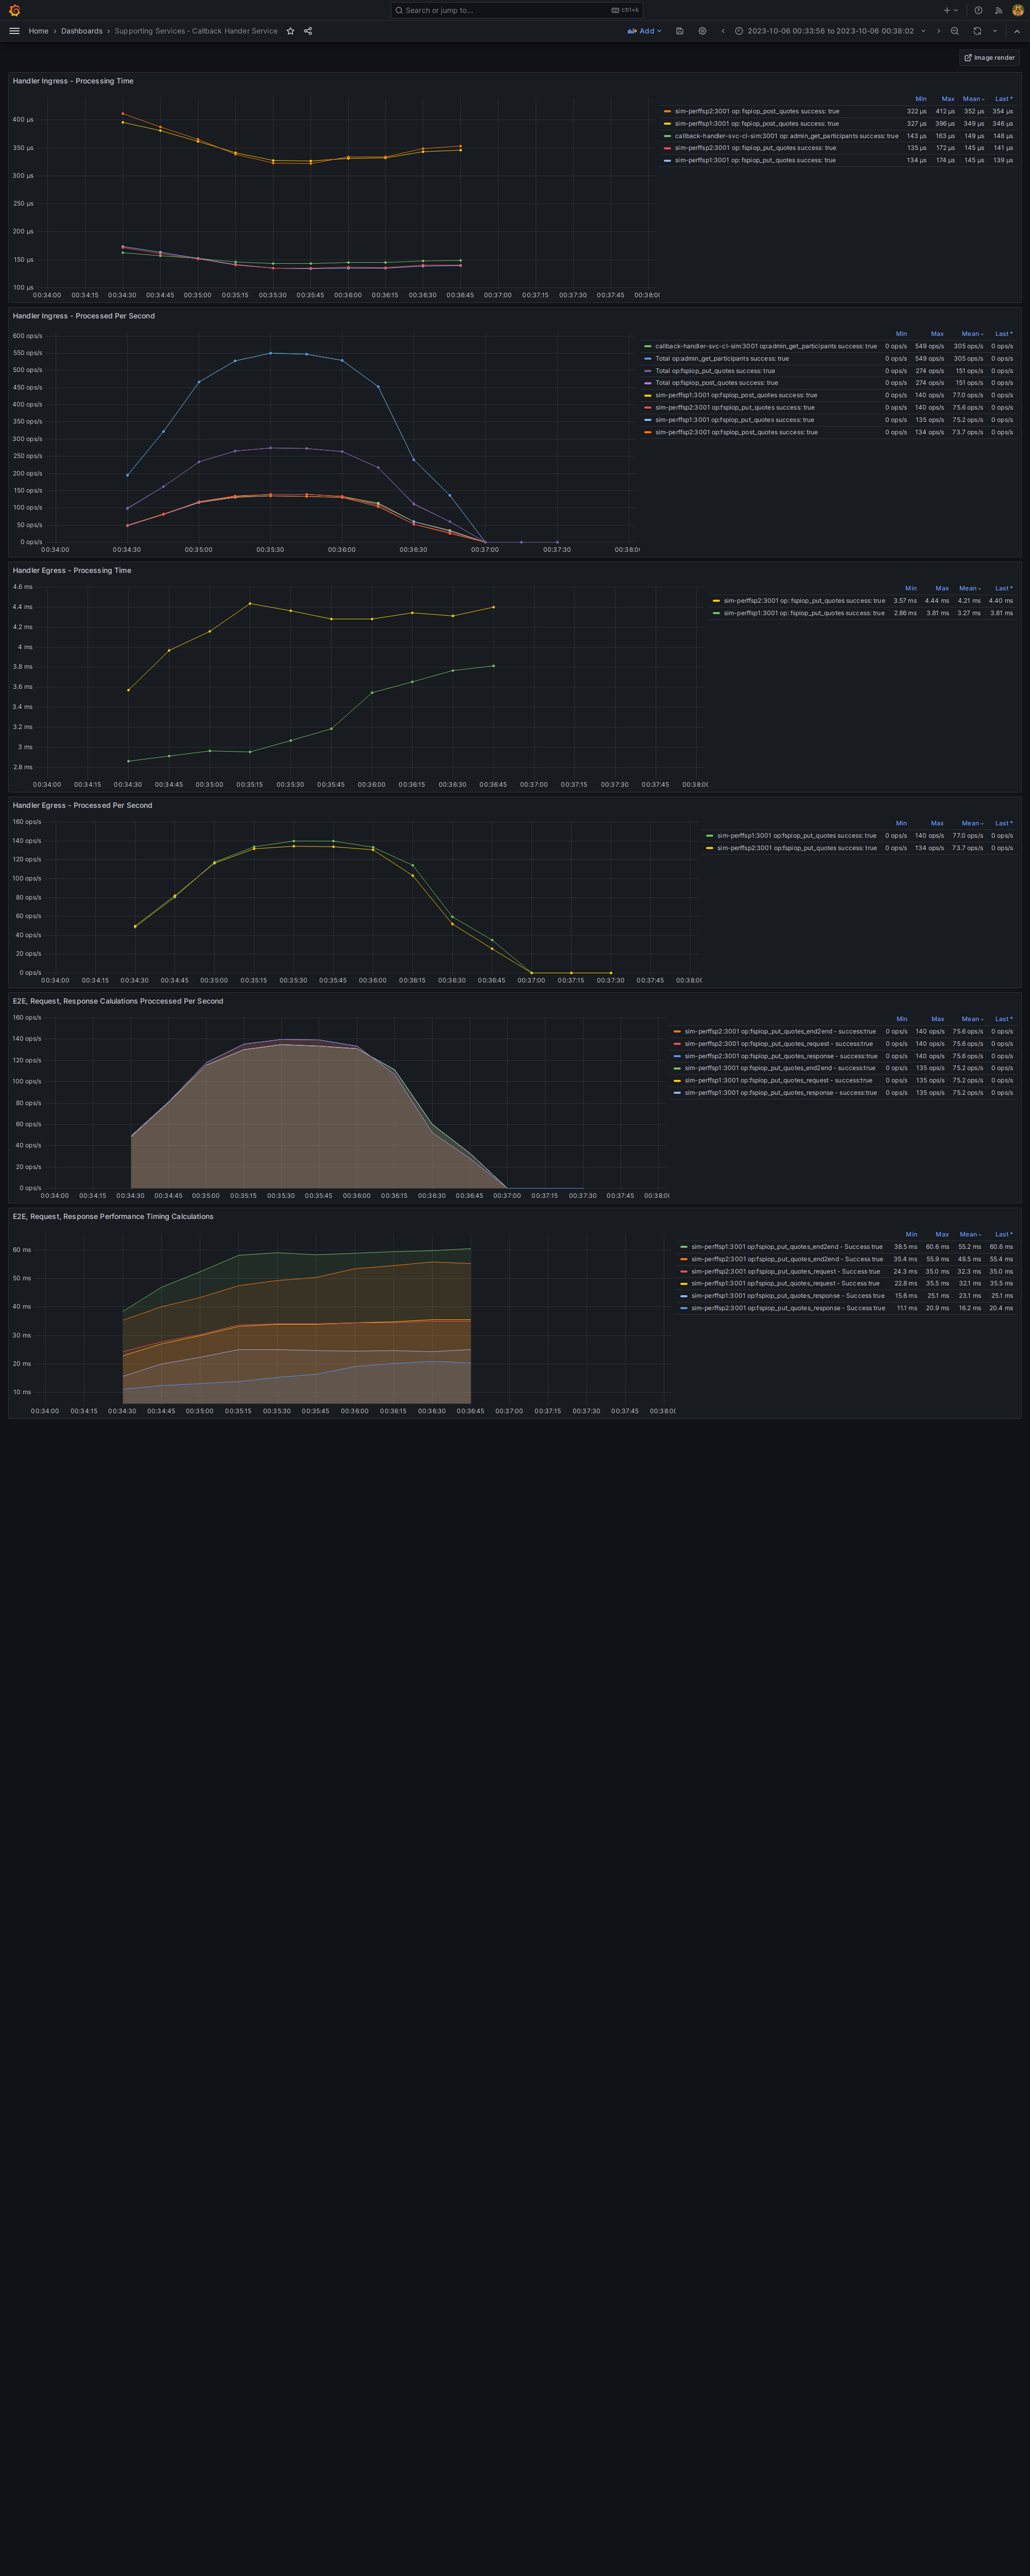 Search or jump to... ctrl+k
Home › Dashboards › Supporting Services - Callback Hander Service Add 2023-10-06 00:33:56 to 2023-10-06 00:38:02
Image render
Handler Ingress - Processing Time
400 µs
350 µs
300 µs
250 µs
200 µs
150 µs
100 µs
00:34:00 00:34:15 00:34:30 00:34:45 00:35:00 00:35:15 00:35:30 00:35:45 00:36:00 00:36:15 00:36:30 00:36:45 00:37:00 00:37:15 00:37:30 00:37:45 00:38:00
Min Max Mean Last *
sim-perffsp2:3001 op: fspiop_post_quotes success: true 322 µs 412 µs 352 µs 354 µs
sim-perffsp1:3001 op: fspiop_post_quotes success: true 327 µs 396 µs 349 µs 346 µs
callback-handler-svc-cl-sim:3001 op: admin_get_participants success: true 143 µs 163 µs 149 µs 148 µs
sim-perffsp2:3001 op: fspiop_put_quotes success: true 135 µs 172 µs 145 µs 141 µs
sim-perffsp1:3001 op: fspiop_put_quotes success: true 134 µs 174 µs 145 µs 139 µs
Handler Ingress - Processed Per Second
600 ops/s
550 ops/s
500 ops/s
450 ops/s
400 ops/s
350 ops/s
300 ops/s
250 ops/s
200 ops/s
150 ops/s
100 ops/s
50 ops/s
0 ops/s
00:34:00 00:34:30 00:35:00 00:35:30 00:36:00 00:36:30 00:37:00 00:37:30 00:38:00
Min Max Mean Last *
callback-handler-svc-cl-sim:3001 op:admin_get_participants success: true 0 ops/s 549 ops/s 305 ops/s 0 ops/s
Total op:admin_get_participants success: true 0 ops/s 549 ops/s 305 ops/s 0 ops/s
Total op:fspiop_put_quotes success: true 0 ops/s 274 ops/s 151 ops/s 0 ops/s
Total op:fspiop_post_quotes success: true 0 ops/s 274 ops/s 151 ops/s 0 ops/s
sim-perffsp1:3001 op:fspiop_post_quotes success: true 0 ops/s 140 ops/s 77.0 ops/s 0 ops/s
sim-perffsp2:3001 op:fspiop_put_quotes success: true 0 ops/s 140 ops/s 75.6 ops/s 0 ops/s
sim-perffsp1:3001 op:fspiop_put_quotes success: true 0 ops/s 135 ops/s 75.2 ops/s 0 ops/s
sim-perffsp2:3001 op:fspiop_post_quotes success: true 0 ops/s 134 ops/s 73.7 ops/s 0 ops/s
Handler Egress - Processing Time
4.6 ms
4.4 ms
4.2 ms
4 ms
3.8 ms
3.6 ms
3.4 ms
3.2 ms
3 ms
2.8 ms
00:34:00 00:34:15 00:34:30 00:34:45 00:35:00 00:35:15 00:35:30 00:35:45 00:36:00 00:36:15 00:36:30 00:36:45 00:37:00 00:37:15 00:37:30 00:37:45 00:38:00
Min Max Mean Last *
sim-perffsp2:3001 op: fspiop_put_quotes success: true 3.57 ms 4.44 ms 4.21 ms 4.40 ms
sim-perffsp1:3001 op: fspiop_put_quotes success: true 2.86 ms 3.81 ms 3.27 ms 3.81 ms
Handler Egress - Processed Per Second
160 ops/s
140 ops/s
120 ops/s
100 ops/s
80 ops/s
60 ops/s
40 ops/s
20 ops/s
0 ops/s
00:34:00 00:34:15 00:34:30 00:34:45 00:35:00 00:35:15 00:35:30 00:35:45 00:36:00 00:36:15 00:36:30 00:36:45 00:37:00 00:37:15 00:37:30 00:37:45 00:38:00
Min Max Mean Last *
sim-perffsp1:3001 op:fspiop_put_quotes success: true 0 ops/s 140 ops/s 77.0 ops/s 0 ops/s
sim-perffsp2:3001 op:fspiop_put_quotes success: true 0 ops/s 134 ops/s 73.7 ops/s 0 ops/s
E2E, Request, Response Calulations Proccessed Per Second
160 ops/s
140 ops/s
120 ops/s
100 ops/s
80 ops/s
60 ops/s
40 ops/s
20 ops/s
0 ops/s
00:34:00 00:34:15 00:34:30 00:34:45 00:35:00 00:35:15 00:35:30 00:35:45 00:36:00 00:36:15 00:36:30 00:36:45 00:37:00 00:37:15 00:37:30 00:37:45 00:38:00
Min Max Mean Last *
sim-perffsp2:3001 op:fspiop_put_quotes_end2end - success:true 0 ops/s 140 ops/s 75.6 ops/s 0 ops/s
sim-perffsp2:3001 op:fspiop_put_quotes_request - success:true 0 ops/s 140 ops/s 75.6 ops/s 0 ops/s
sim-perffsp2:3001 op:fspiop_put_quotes_response - success:true 0 ops/s 140 ops/s 75.6 ops/s 0 ops/s
sim-perffsp1:3001 op:fspiop_put_quotes_end2end - success:true 0 ops/s 135 ops/s 75.2 ops/s 0 ops/s
sim-perffsp1:3001 op:fspiop_put_quotes_request - success:true 0 ops/s 135 ops/s 75.2 ops/s 0 ops/s
sim-perffsp1:3001 op:fspiop_put_quotes_response - success:true 0 ops/s 135 ops/s 75.2 ops/s 0 ops/s
E2E, Request, Response Performance Timing Calculations
60 ms
50 ms
40 ms
30 ms
20 ms
10 ms
00:34:00 00:34:15 00:34:30 00:34:45 00:35:00 00:35:15 00:35:30 00:35:45 00:36:00 00:36:15 00:36:30 00:36:45 00:37:00 00:37:15 00:37:30 00:37:45 00:38:00
Min Max Mean Last *
sim-perffsp1:3001 op:fspiop_put_quotes_end2end - Success true 38.5 ms 60.6 ms 55.2 ms 60.6 ms
sim-perffsp2:3001 op:fspiop_put_quotes_end2end - Success true 35.4 ms 55.9 ms 48.5 ms 55.4 ms
sim-perffsp2:3001 op:fspiop_put_quotes_request - Success true 24.3 ms 35.0 ms 32.3 ms 35.0 ms
sim-perffsp1:3001 op:fspiop_put_quotes_request - Success true 22.8 ms 35.5 ms 32.1 ms 35.5 ms
sim-perffsp1:3001 op:fspiop_put_quotes_response - Success true 15.6 ms 25.1 ms 23.1 ms 25.1 ms
sim-perffsp2:3001 op:fspiop_put_quotes_response - Success true 11.1 ms 20.9 ms 16.2 ms 20.4 ms